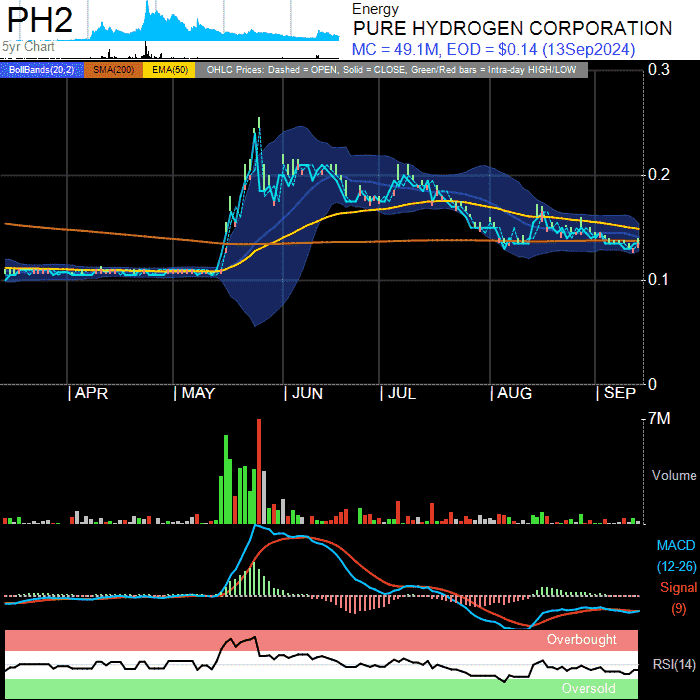 PH2
5yr Chart
Energy
PURE HYDROGEN CORPORATION
MC = 49.1M, EOD = $0.14 (13Sep2024)
BollBands(20,2) SMA(200) EMA(50) OHLC Prices: Dashed = OPEN, Solid = CLOSE, Green/Red bars = Intra-day HIGH/LOW
0.3
0.2
0.1
0
APR MAY JUN JUL AUG SEP
7M
Volume
MACD
(12-26)
Signal
(9)
Overbought
RSI(14)
Oversold